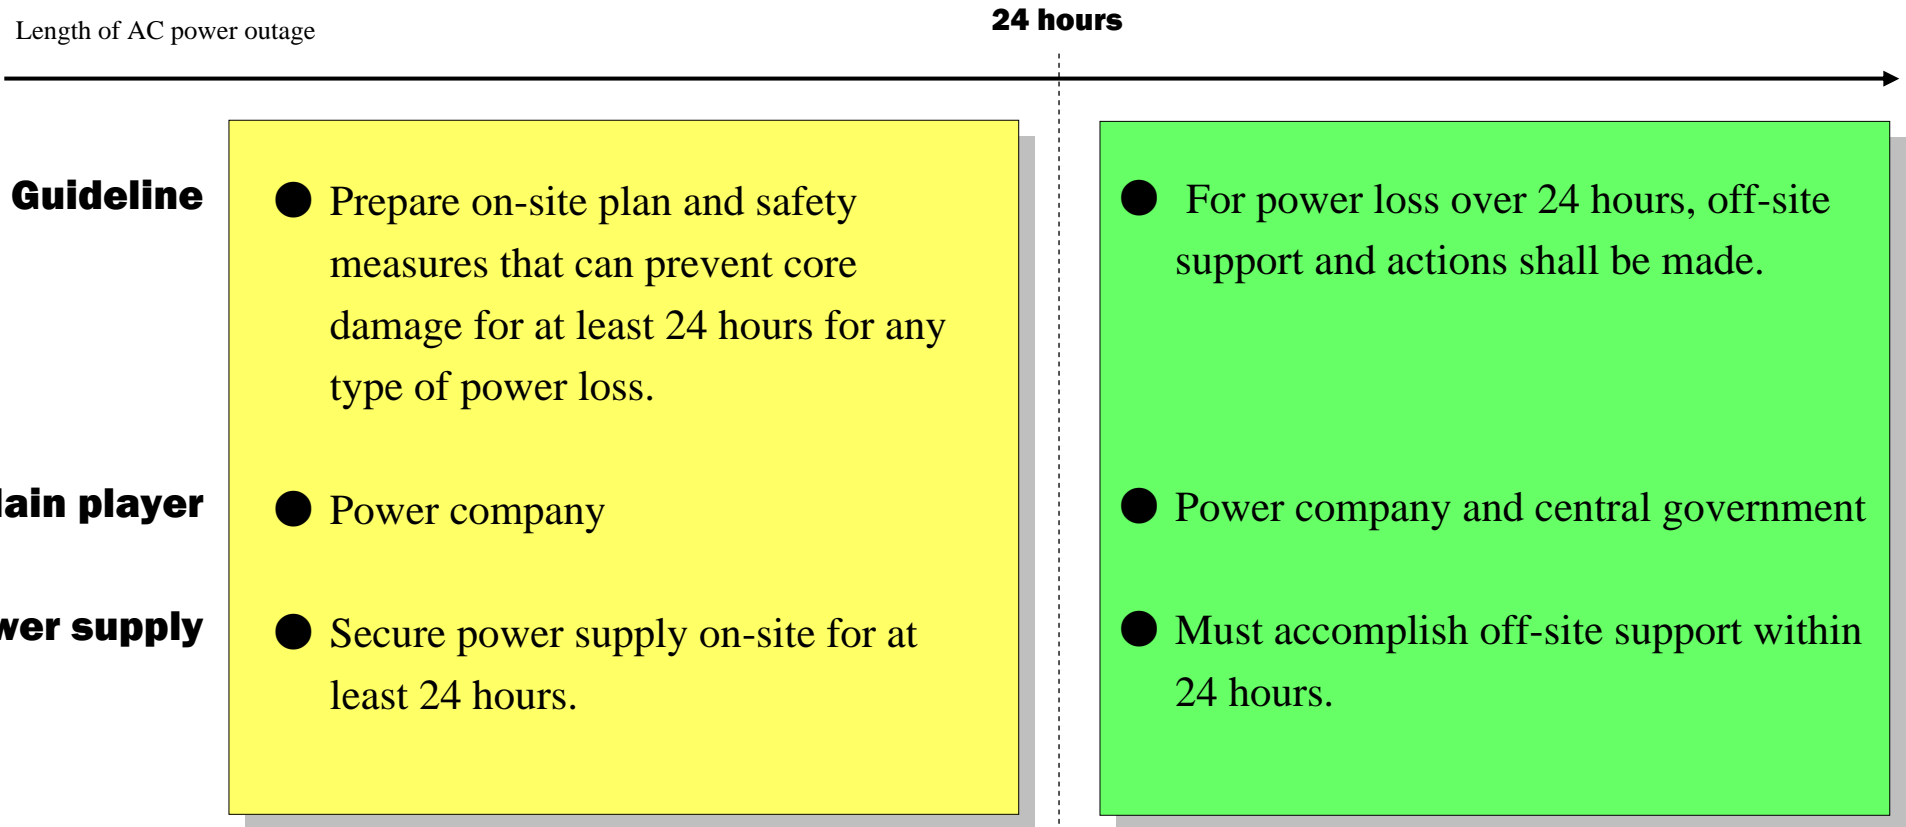 Length of AC power outage
24 hours
Guideline
● Prepare on-site plan and safety
measures that can prevent core
damage for at least 24 hours for any
type of power loss.
● For power loss over 24 hours, off-site
support and actions shall be made.
player
● Power company
● Power company and central government
supply
● Secure power supply on-site for at
least 24 hours.
● Must accomplish off-site support within
24 hours.